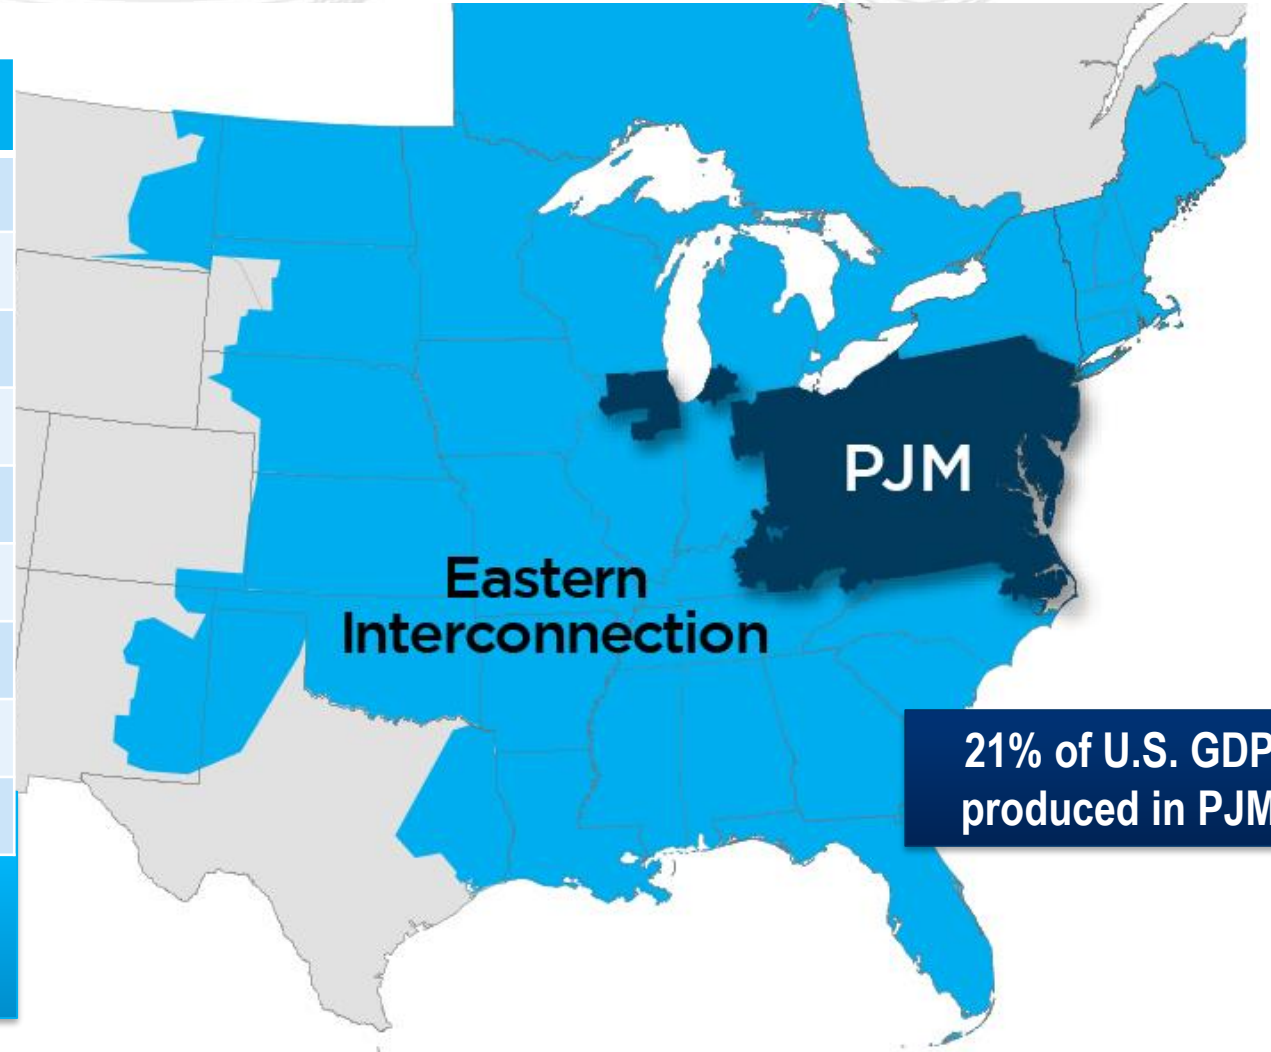 PJM
Eastern
Interconnection
21% of U.S. GDP
produced in PJM